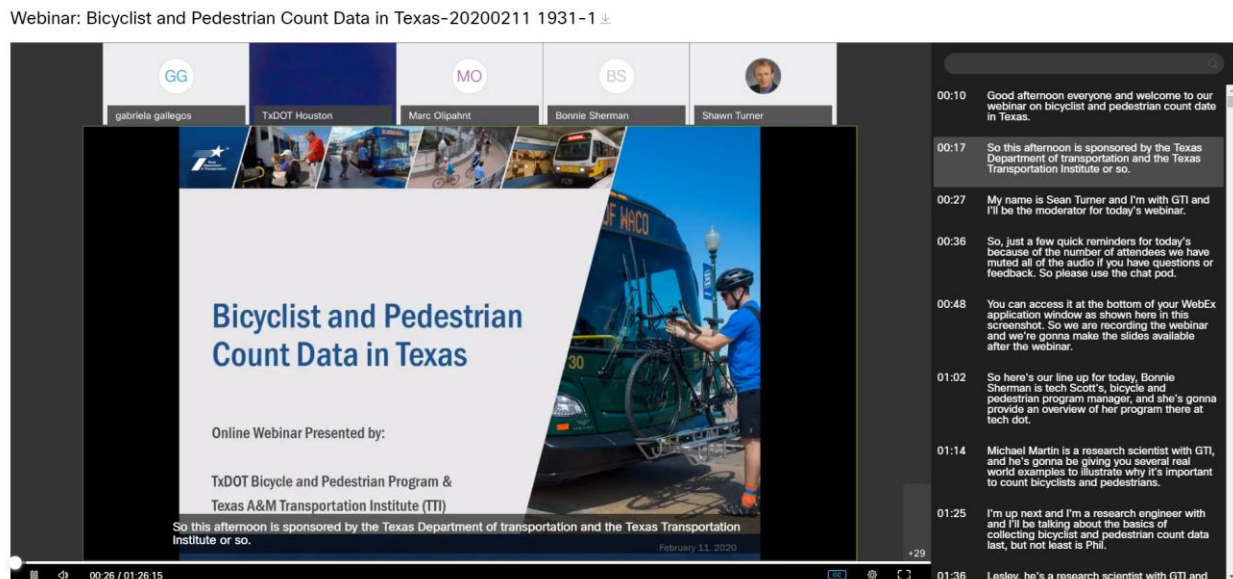 Webinar: Bicyclist and Pedestrian Count Data in Texas-20200211 1931-1
GG
MO
BS
gabriela gallegos
TxDOT Houston
Marc Olipahnt
Bonnie Sherman
Shawn Turner
Texas
Department
of Transportation
OF WACO
30
Bicyclist and Pedestrian
Count Data in Texas
Online Webinar Presented by:
TxDOT Bicycle and Pedestrian Program &
Texas A&M Transportation Institute (TTI)
So this afternoon is sponsored by the Texas Department of transportation and the Texas Transportation
Institute or so.
February 11, 2020
+29
00:26 / 01:26:15
CC
00:10 Good afternoon everyone and welcome to our
webinar on bicyclist and pedestrian count date
in Texas.
00:17 So this afternoon is sponsored by the Texas
Department of transportation and the Texas
Transportation Institute or so.
00:27 My name is Sean Turner and I'm with GTI and
I'll be the moderator for today's webinar.
00:36 So, just a few quick reminders for today's
because of the number of attendees we have
muted all of the audio if you have questions or
feedback. So please use the chat pod.
00:48 You can access it at the bottom of your WebEx
application window as shown here in this
screenshot. So we are recording the webinar
and we're gonna make the slides available
after the webinar.
01:02 So here's our line up for today, Bonnie
Sherman is tech Scott's, bicycle and
pedestrian program manager, and she's gonna
provide an overview of her program there at
tech dot.
01:14 Michael Martin is a research scientist with GTI,
and he's gonna be giving you several real
world examples to illustrate why it's important
to count bicyclists and pedestrians.
01:25 I'm up next and I'm a research engineer with
and I'll be talking about the basics of
collecting bicyclist and pedestrian count data
last, but not least is Phil.
01:36 Lesley, he's a research scientist with GTI and